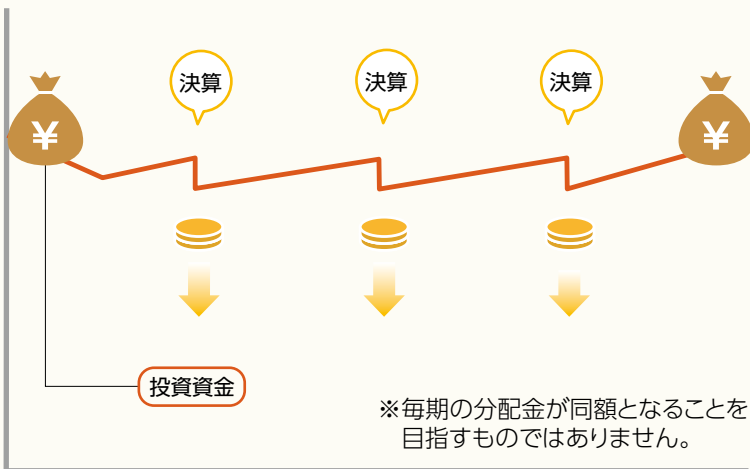 決算
決算
決算
¥
¥
投資資金
※毎期の分配金が同額となることを
目指すものではありません。